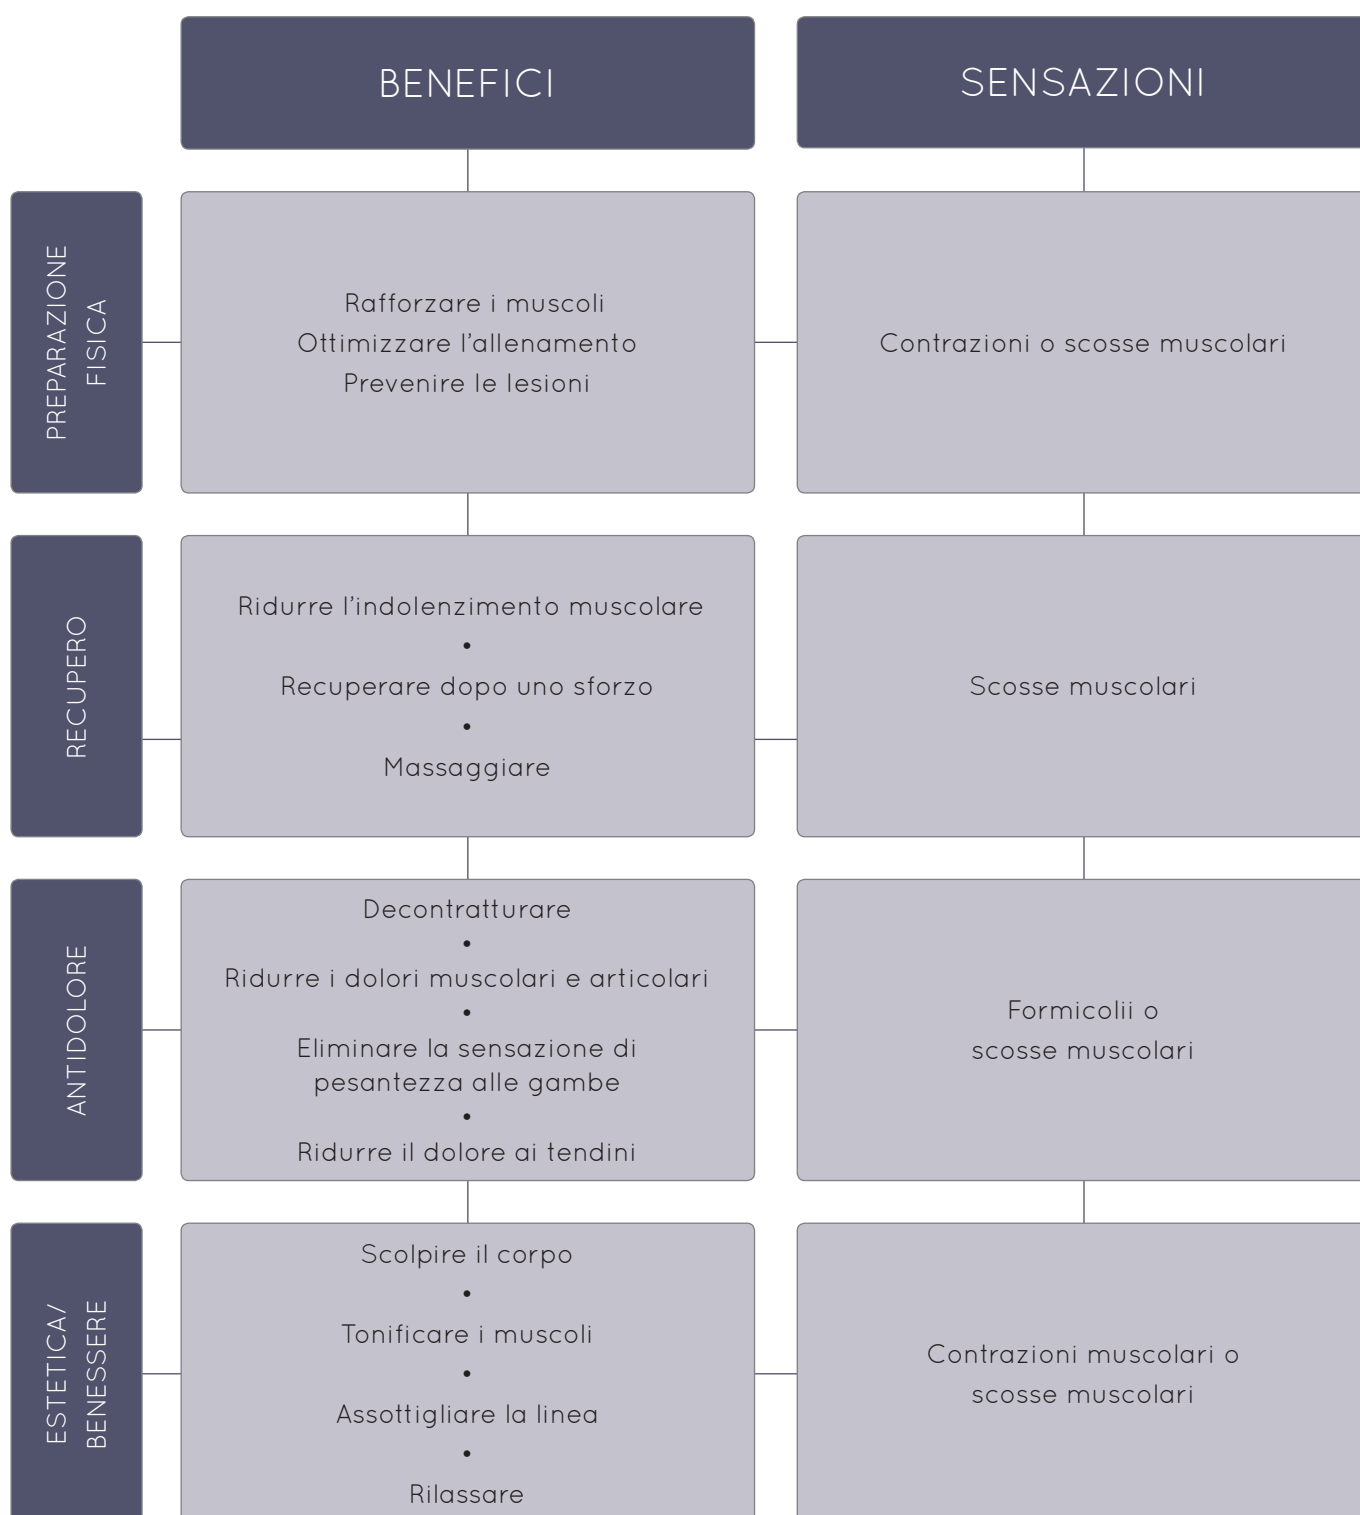 BENEFICI
SENSAZIONI
PREPARAZIONE
FISICA
Rafforzare i muscoli
Ottimizzare l’allenamento
Prevenire le lesioni
Contrazioni o scosse muscolari
RECUPERO
Ridurre l’indolenzimento muscolare
•
Recuperare dopo uno sforzo
•
Massaggiare
Scosse muscolari
ANTIDOLORE
Decontratturare
•
Ridurre i dolori muscolari e articolari
•
Eliminare la sensazione di
pesantezza alle gambe
•
Ridurre il dolore ai tendini
Formicolii o
scosse muscolari
ESTETICA/
BENESSERE
Scolpire il corpo
•
Tonificare i muscoli
•
Assottigliare la linea
•
Rilassare
Contrazioni muscolari o
scosse muscolari